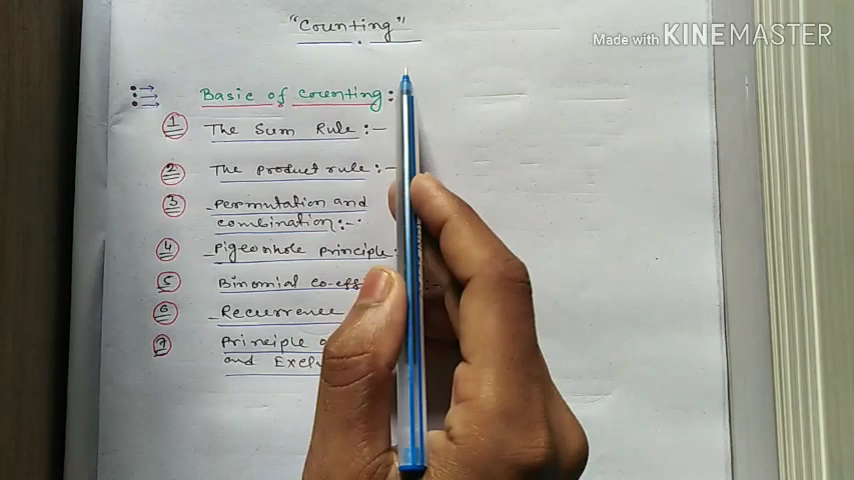 "Counting"
Made with KINEMASTER
Basic of Counting:
1 The Sum Rule:-
2 The product rule:-
3 Permutation and
combination:-
4 Pigeonhole principle:
5 Binomial co-eff :-
6 Recurrence
7 Principle
and